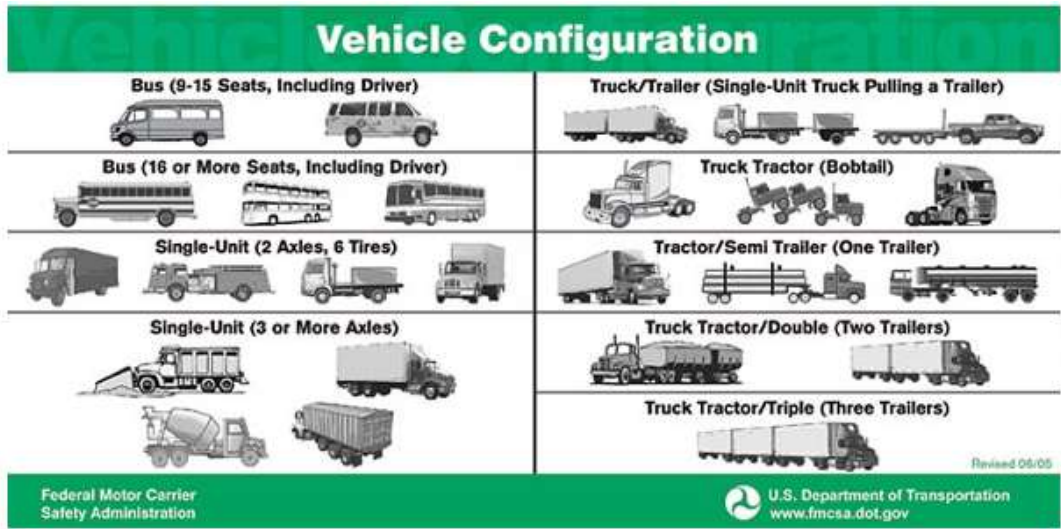 Vehicle Configuration
Bus (9-15 Seats, Including Driver)
Bus (16 or More Seats, Including Driver)
Single-Unit (2 Axles, 6 Tires)
Single-Unit (3 or More Axles)
Truck/Trailer (Single-Unit Truck Pulling a Trailer)
Truck Tractor (Bobtail)
Tractor/Semi Trailer (One Trailer)
Truck Tractor/Double (Two Trailers)
Truck Tractor/Triple (Three Trailers)
Revised 06/05
Federal Motor Carrier
Safety Administration
U.S. Department of Transportation
www.fmcsa.dot.gov